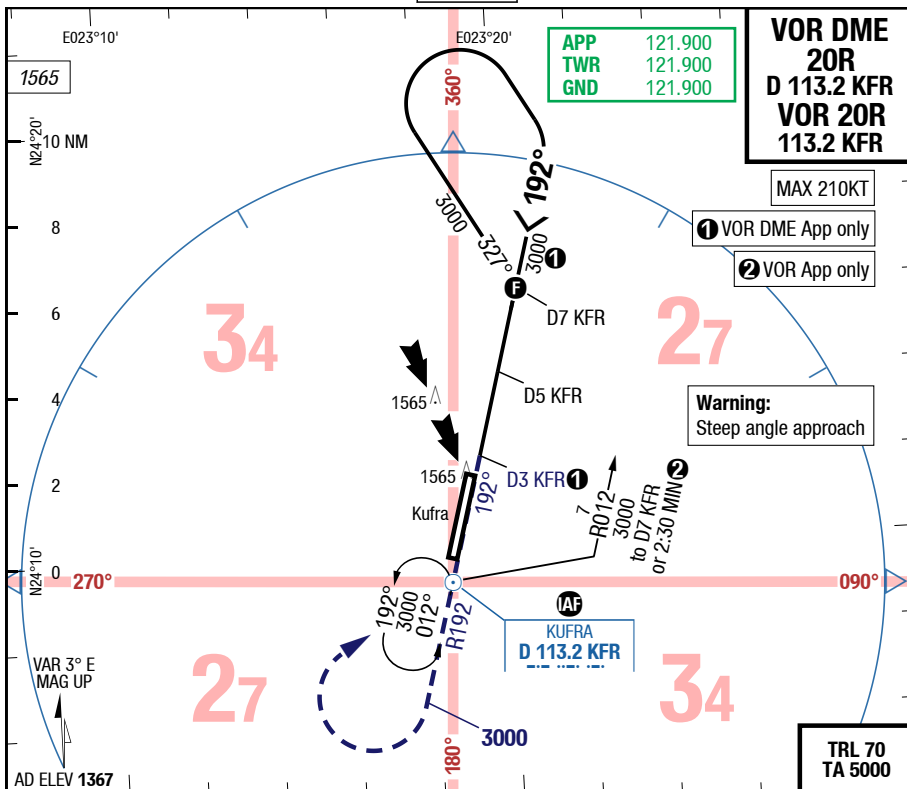 E023°10'
E023°20'
1565
N24°20'
10 NM
8
6
4
2
0
N24°10'
APP 121.900
TWR 121.900
GND 121.900
VOR DME
20R
D 113.2 KFR
VOR 20R
113.2 KFR
MAX 210KT
❶ VOR DME App only
❷ VOR App only
360°
192°
3000
327°
3000 ❶
F
D7 KFR
34
27
D5 KFR
1565
Warning:
Steep angle approach
1565
D3 KFR ❶
192°
Kufra
7
R012
3000
to D7 KFR
or 2:30 MIN ❷
270°
090°
192°
3000
012°
R192
IAF
KUFRA
D 113.2 KFR
VAR 3° E
MAG UP
27
34
3000
180°
AD ELEV 1367
TRL 70
TA 5000